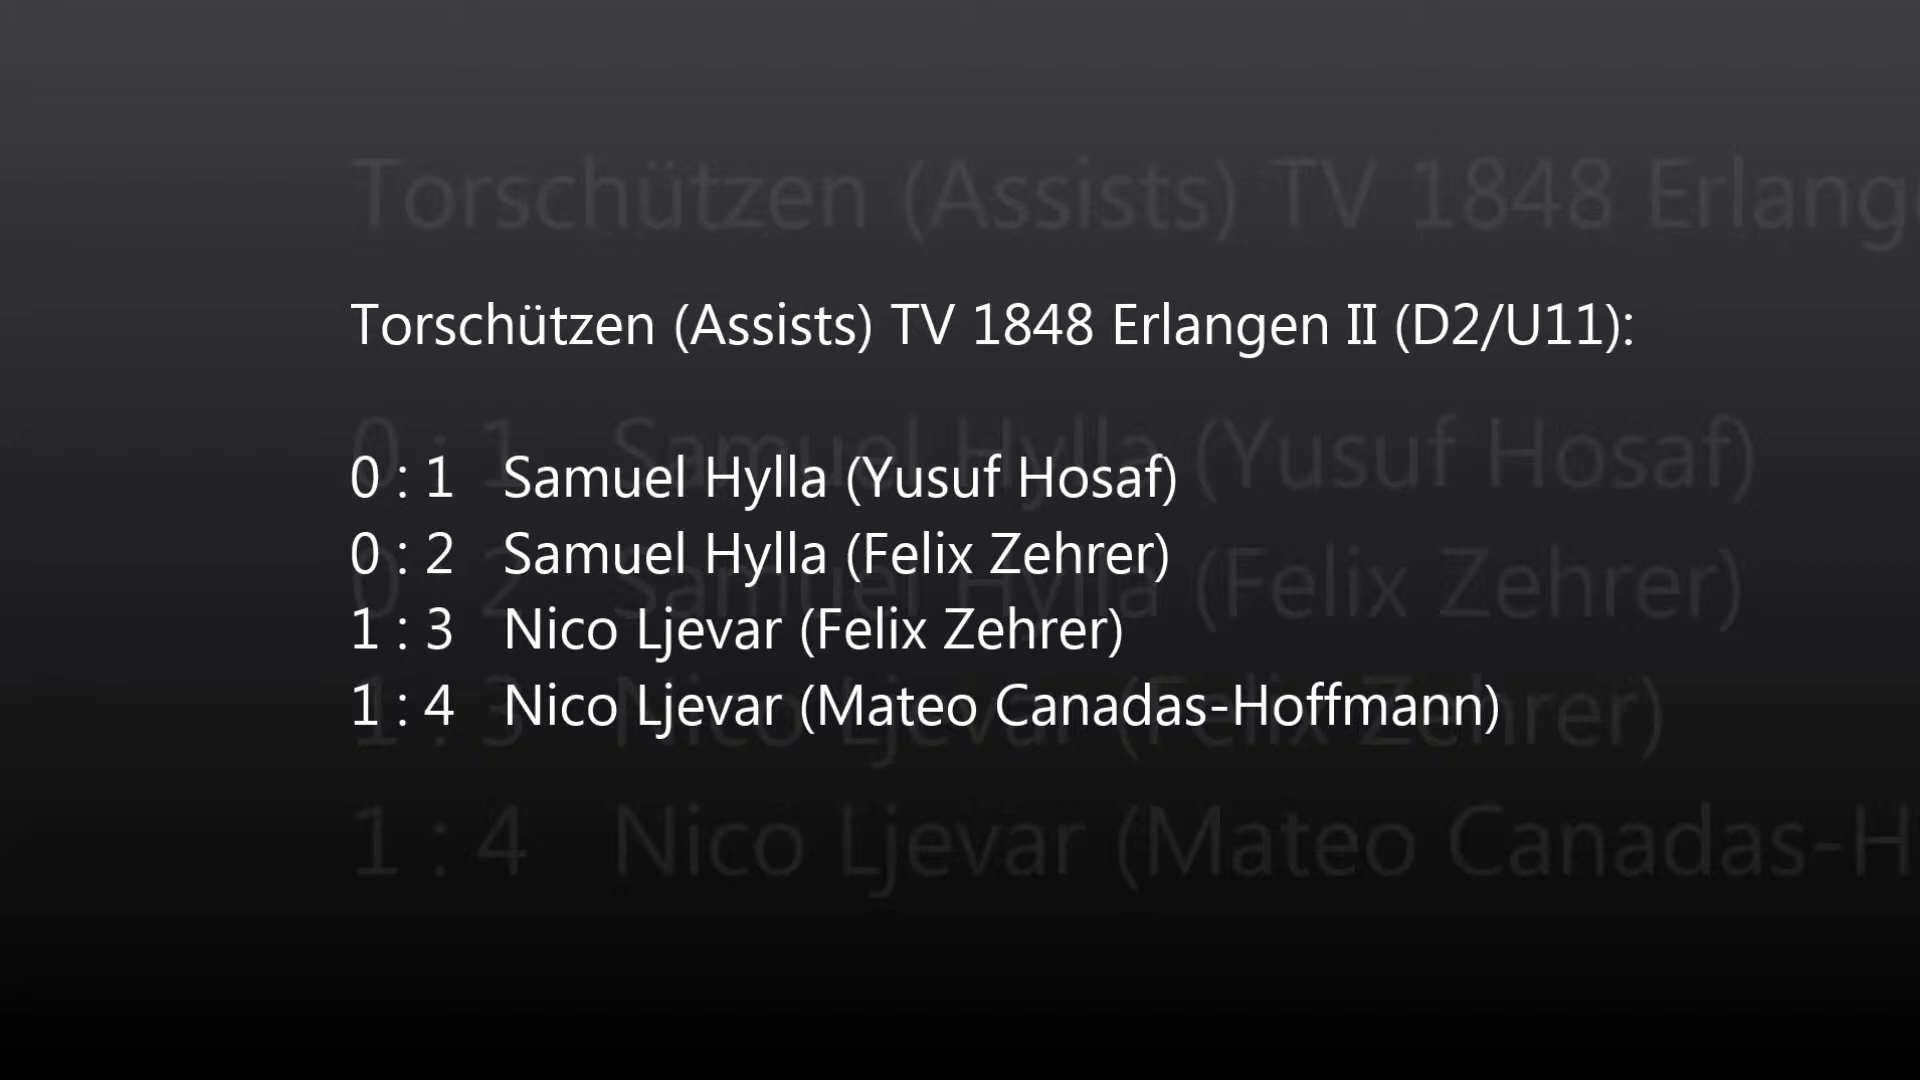 Torschützen (Assists) TV 1848 Erlangen II (D2/U11):
0 : 1 Samuel Hylla (Yusuf Hosaf)
0 : 2 Samuel Hylla (Felix Zehrer)
1 : 3 Nico Ljevar (Felix Zehrer)
1 : 4 Nico Ljevar (Mateo Canadas-Hoffmann)